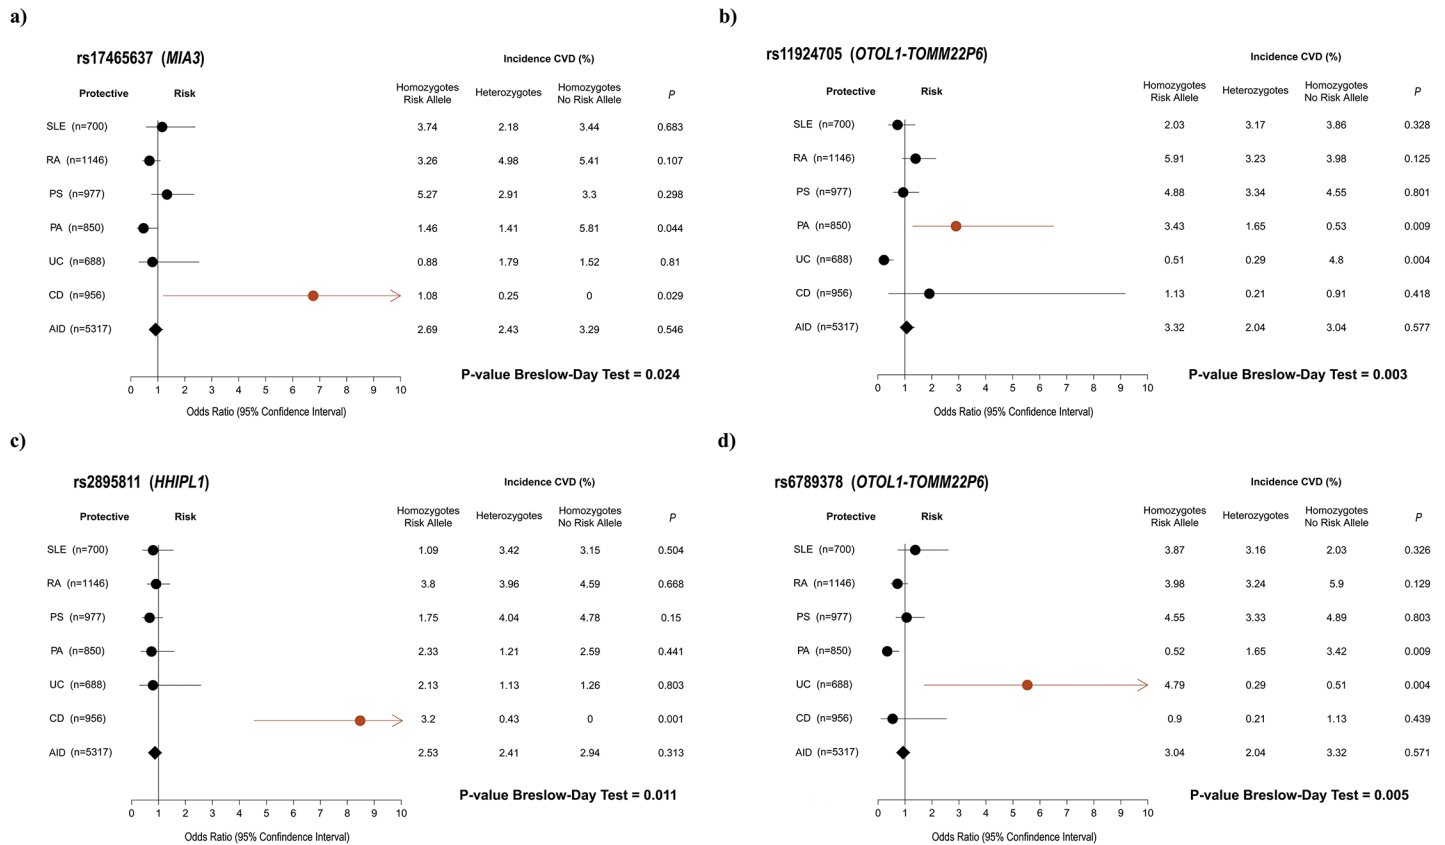 a)
rs17465637 (MIA3)
Incidence CVD (%)
Protective Risk
Homozygotes Risk Allele Heterozygotes Homozygotes No Risk Allele P
SLE (n=700) 3.74 2.18 3.44 0.683
RA (n=1146) 3.26 4.98 5.41 0.107
PS (n=977) 5.27 2.91 3.3 0.298
PA (n=850) 1.46 1.41 5.81 0.044
UC (n=688) 0.88 1.79 1.52 0.81
CD (n=956) 1.08 0.25 0 0.029
AID (n=5317) 2.69 2.43 3.29 0.546
P-value Breslow-Day Test = 0.024
0 1 2 3 4 5 6 7 8 9 10
Odds Ratio (95% Confidence Interval)
b)
rs11924705 (OTOL1-TOMM22P6)
Incidence CVD (%)
Protective Risk
Homozygotes Risk Allele Heterozygotes Homozygotes No Risk Allele P
SLE (n=700) 2.03 3.17 3.86 0.328
RA (n=1146) 5.91 3.23 3.98 0.125
PS (n=977) 4.88 3.34 4.55 0.801
PA (n=850) 3.43 1.65 0.53 0.009
UC (n=688) 0.51 0.29 4.8 0.004
CD (n=956) 1.13 0.21 0.91 0.418
AID (n=5317) 3.32 2.04 3.04 0.577
P-value Breslow-Day Test = 0.003
0 1 2 3 4 5 6 7 8 9 10
Odds Ratio (95% Confidence Interval)
c)
rs2895811 (HHIPL1)
Incidence CVD (%)
Protective Risk
Homozygotes Risk Allele Heterozygotes Homozygotes No Risk Allele P
SLE (n=700) 1.09 3.42 3.15 0.504
RA (n=1146) 3.8 3.96 4.59 0.668
PS (n=977) 1.75 4.04 4.78 0.15
PA (n=850) 2.33 1.21 2.59 0.441
UC (n=688) 2.13 1.13 1.26 0.803
CD (n=956) 3.2 0.43 0 0.001
AID (n=5317) 2.53 2.41 2.94 0.313
P-value Breslow-Day Test = 0.011
0 1 2 3 4 5 6 7 8 9 10
Odds Ratio (95% Confindence Interval)
d)
rs6789378 (OTOL1-TOMM22P6)
Incidence CVD (%)
Protective Risk
Homozygotes Risk Allele Heterozygotes Homozygotes No Risk Allele P
SLE (n=700) 3.87 3.16 2.03 0.326
RA (n=1146) 3.98 3.24 5.9 0.129
PS (n=977) 4.55 3.33 4.89 0.803
PA (n=850) 0.52 1.65 3.42 0.009
UC (n=688) 4.79 0.29 0.51 0.004
CD (n=956) 0.9 0.21 1.13 0.439
AID (n=5317) 3.04 2.04 3.32 0.571
P-value Breslow-Day Test = 0.005
0 1 2 3 4 5 6 7 8 9 10
Odds Ratio (95% Confindence Interval)